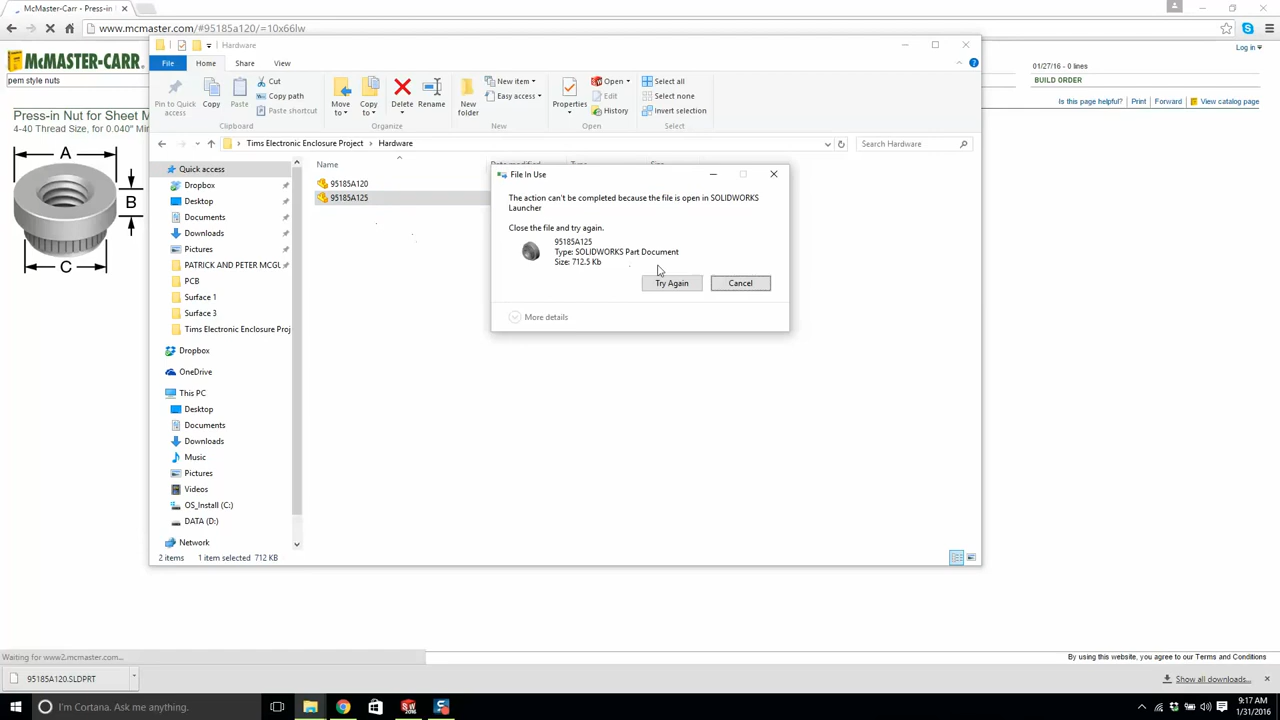 McMaster-Carr - Press-in
www.mcmaster.com/#95185a120/=10x66lw
McMASTER-CARR.
pem style nuts
Log in
01/27/16 - 0 lines
BUILD ORDER
Is this page helpful?
Print
Forward
View catalog page
Press-in Nut for Sheet M
4-40 Thread Size, for 0.040" Min
A
B
C
Hardware
File
Home
Share
View
Pin to Quick access
Copy
Paste
Cut
Copy path
Paste shortcut
Clipboard
Move to
Copy to
Delete
Rename
Organize
New folder
New item
Easy access
New
Properties
Open
Edit
History
Open
Select all
Select none
Invert selection
Select
Tims Electronic Enclosure Project
Hardware
Search Hardware
Name
95185A120
95185A125
Quick access
Dropbox
Desktop
Documents
Downloads
Pictures
PATRICK AND PETER MCGU
PCB
Surface 1
Surface 3
Tims Electronic Enclosure Proj
Dropbox
OneDrive
This PC
Desktop
Documents
Downloads
Music
Pictures
Videos
OS_Install (C:)
DATA (D:)
Network
2 items
1 item selected 712 KB
File In Use
The action can't be completed because the file is open in SOLIDWORKS
Launcher
Close the file and try again.
95185A125
Type: SOLIDWORKS Part Document
Size: 712.5 Kb
Try Again
Cancel
More details
Waiting for www2.mcmaster.com...
By using this website, you agree to our Terms and Conditions
95185A120.SLDPRT
Show all downloads...
I'm Cortana. Ask me anything.
9:17 AM
1/31/2016